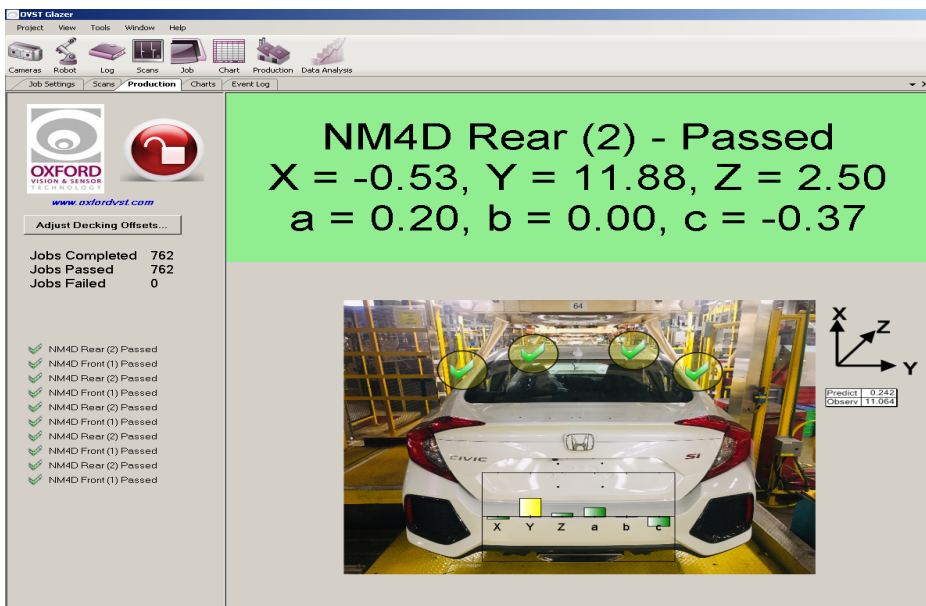 OVST Glazer
Project View Tools Window Help
Cameras Robot Log Scans Job Chart Production Data Analysis
Job Settings Scans Production Charts Event Log
NM4D Rear (2) - Passed
X = -0.53, Y = 11.88, Z = 2.50
a = 0.20, b = 0.00, c = -0.37
OXFORD
VISION & SENSOR
TECHNOLOGY
www.oxfordvst.com
Adjust Decking Offsets...
Jobs Completed 762
Jobs Passed 762
Jobs Failed 0
NM4D Rear (2) Passed
NM4D Front (1) Passed
NM4D Rear (2) Passed
NM4D Front (1) Passed
NM4D Rear (2) Passed
NM4D Front (1) Passed
NM4D Rear (2) Passed
NM4D Front (1) Passed
NM4D Rear (2) Passed
NM4D Front (1) Passed
64
CIVIC
Si
X Y Z a b c
X
Z
Y
Predict 0.242
Observ 11.064